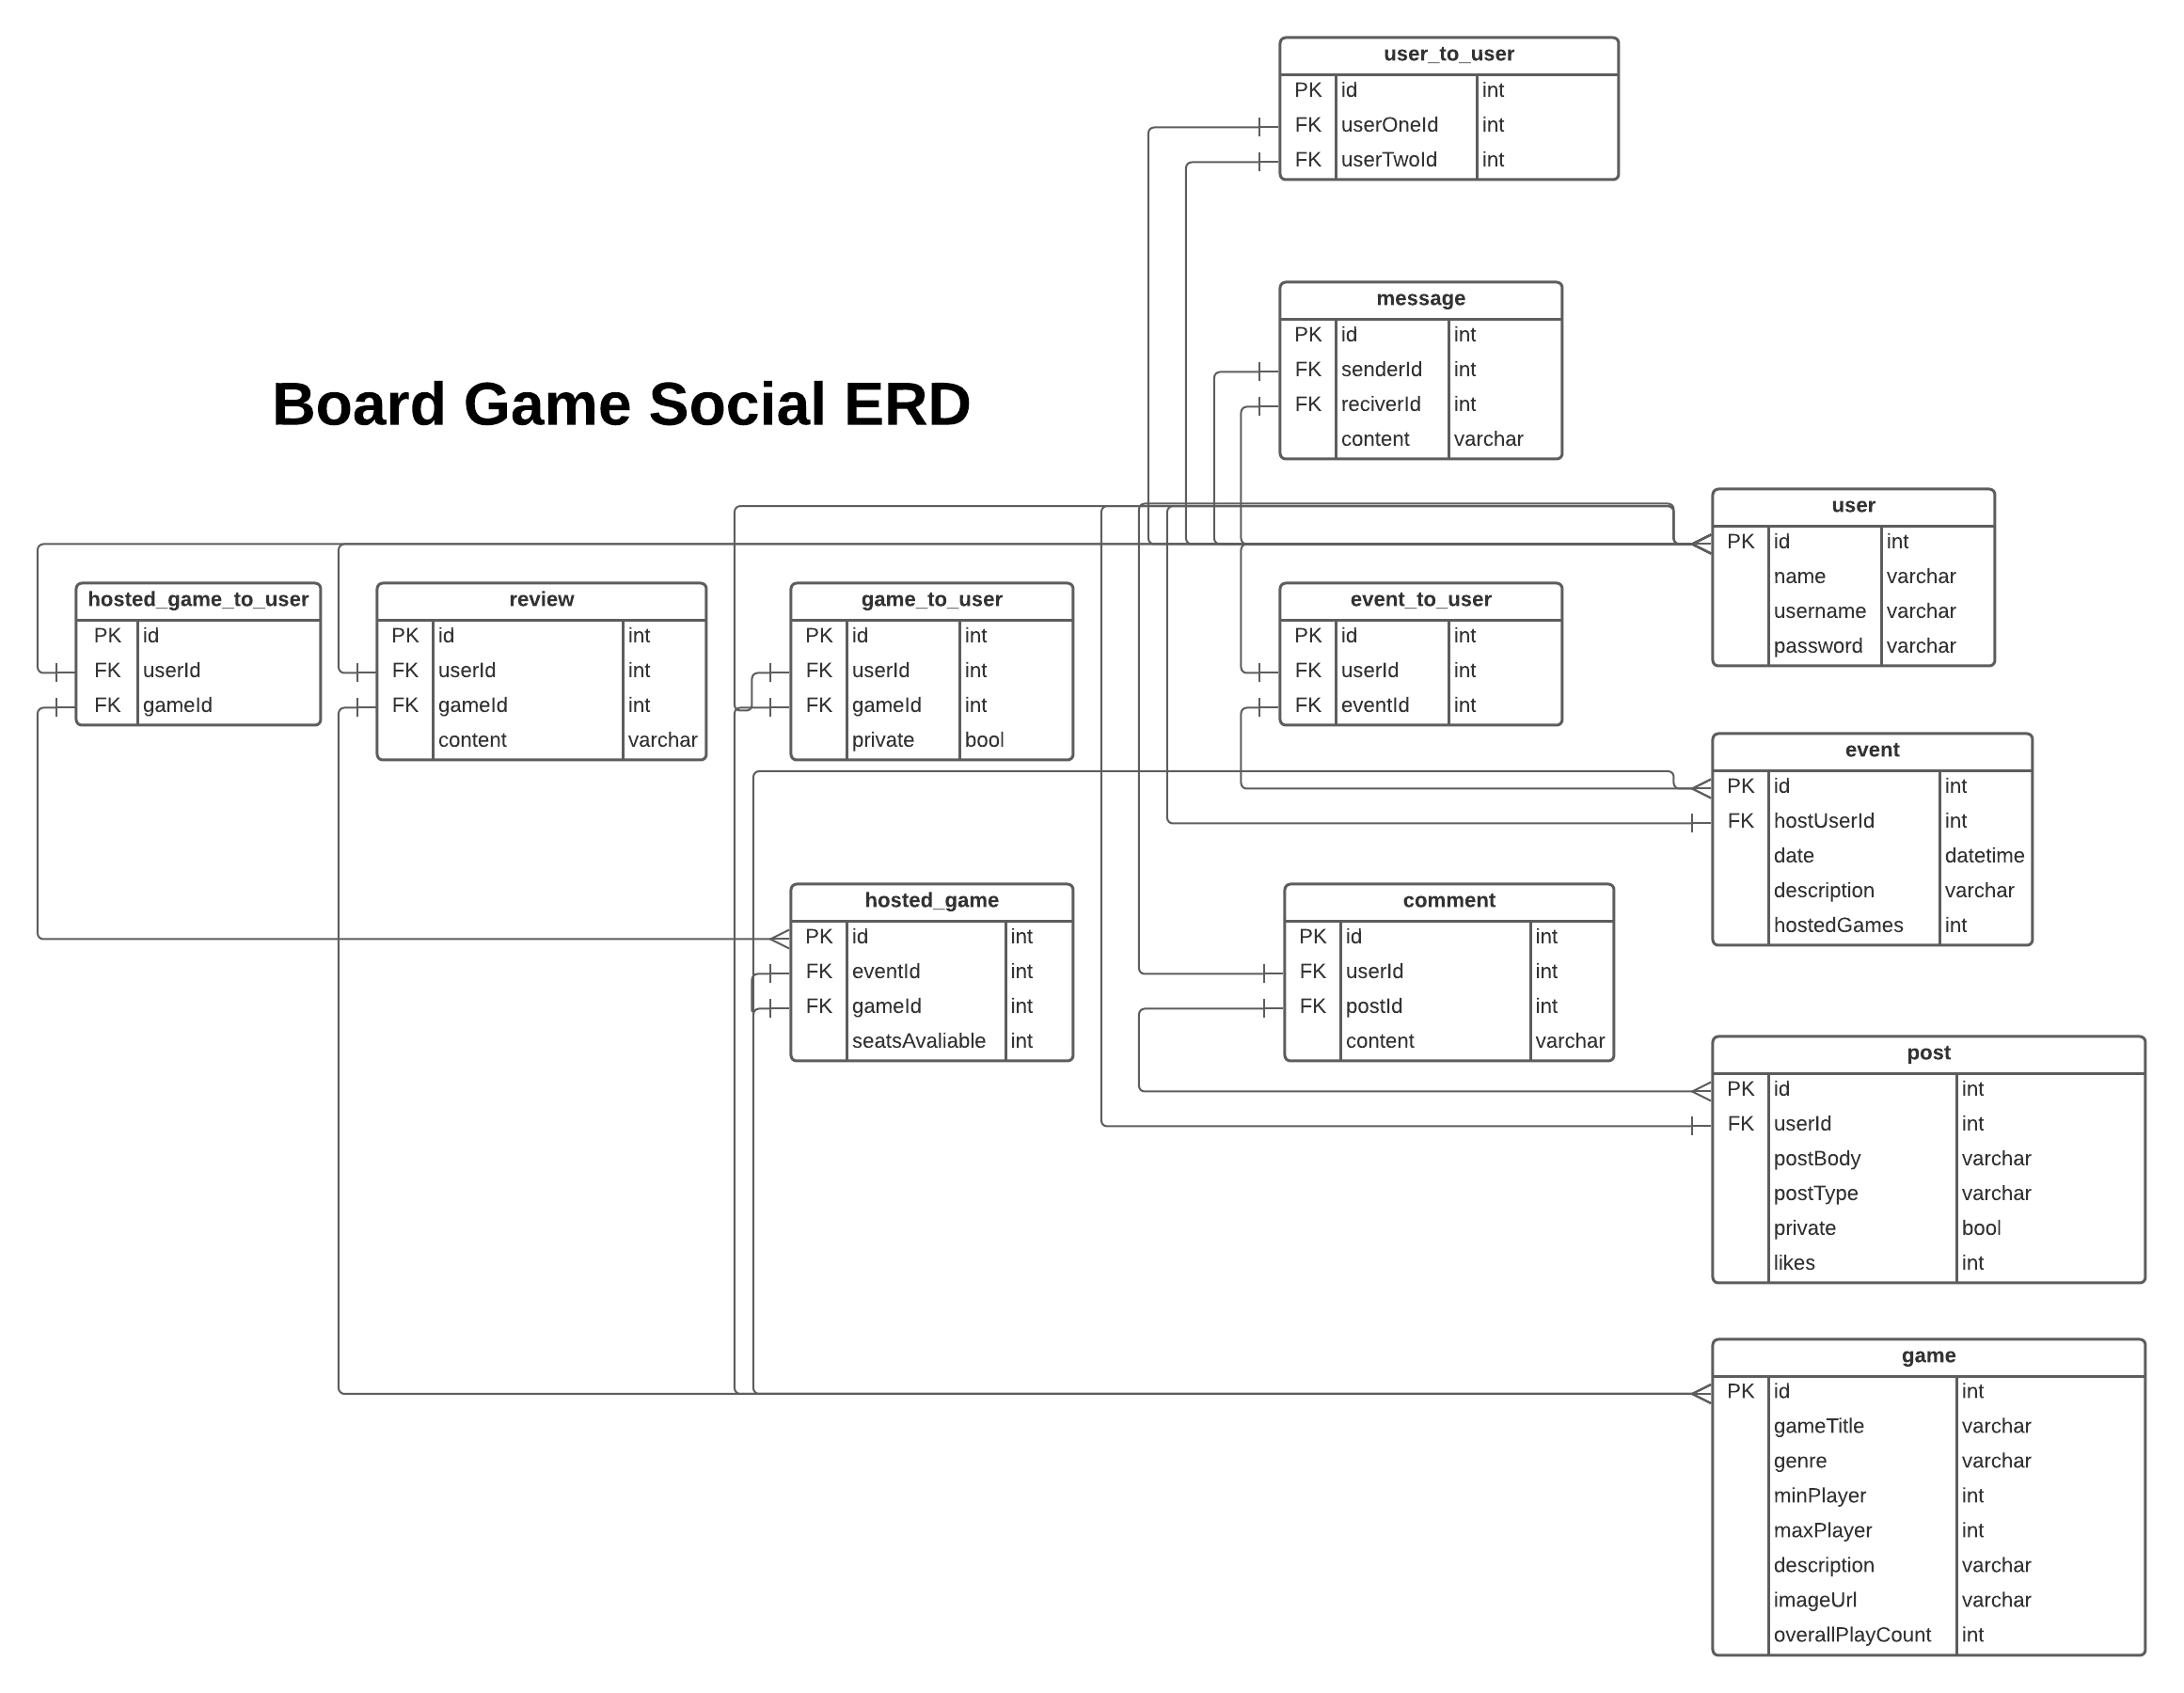 user_to_user
PK id int
FK userOneId int
FK userTwoId int
message
PK id int
FK senderId int
FK reciverId int
content varchar
Board Game Social ERD
user
PK id int
name varchar
username varchar
password varchar
hosted_game_to_user
PK id
FK userId
FK gameId
review
PK id int
FK userId int
FK gameId int
content varchar
game_to_user
PK id int
FK userId int
FK gameId int
private bool
event_to_user
PK id int
FK userId int
FK eventId int
event
PK id int
FK hostUserId int
date datetime
description varchar
hostedGames int
hosted_game
PK id int
FK eventId int
FK gameId int
seatsAvaliable int
comment
PK id int
FK userId int
FK postId int
content varchar
post
PK id int
FK userId int
postBody varchar
postType varchar
private bool
likes int
game
PK id int
gameTitle varchar
genre varchar
minPlayer int
maxPlayer int
description varchar
imageUrl varchar
overallPlayCount int